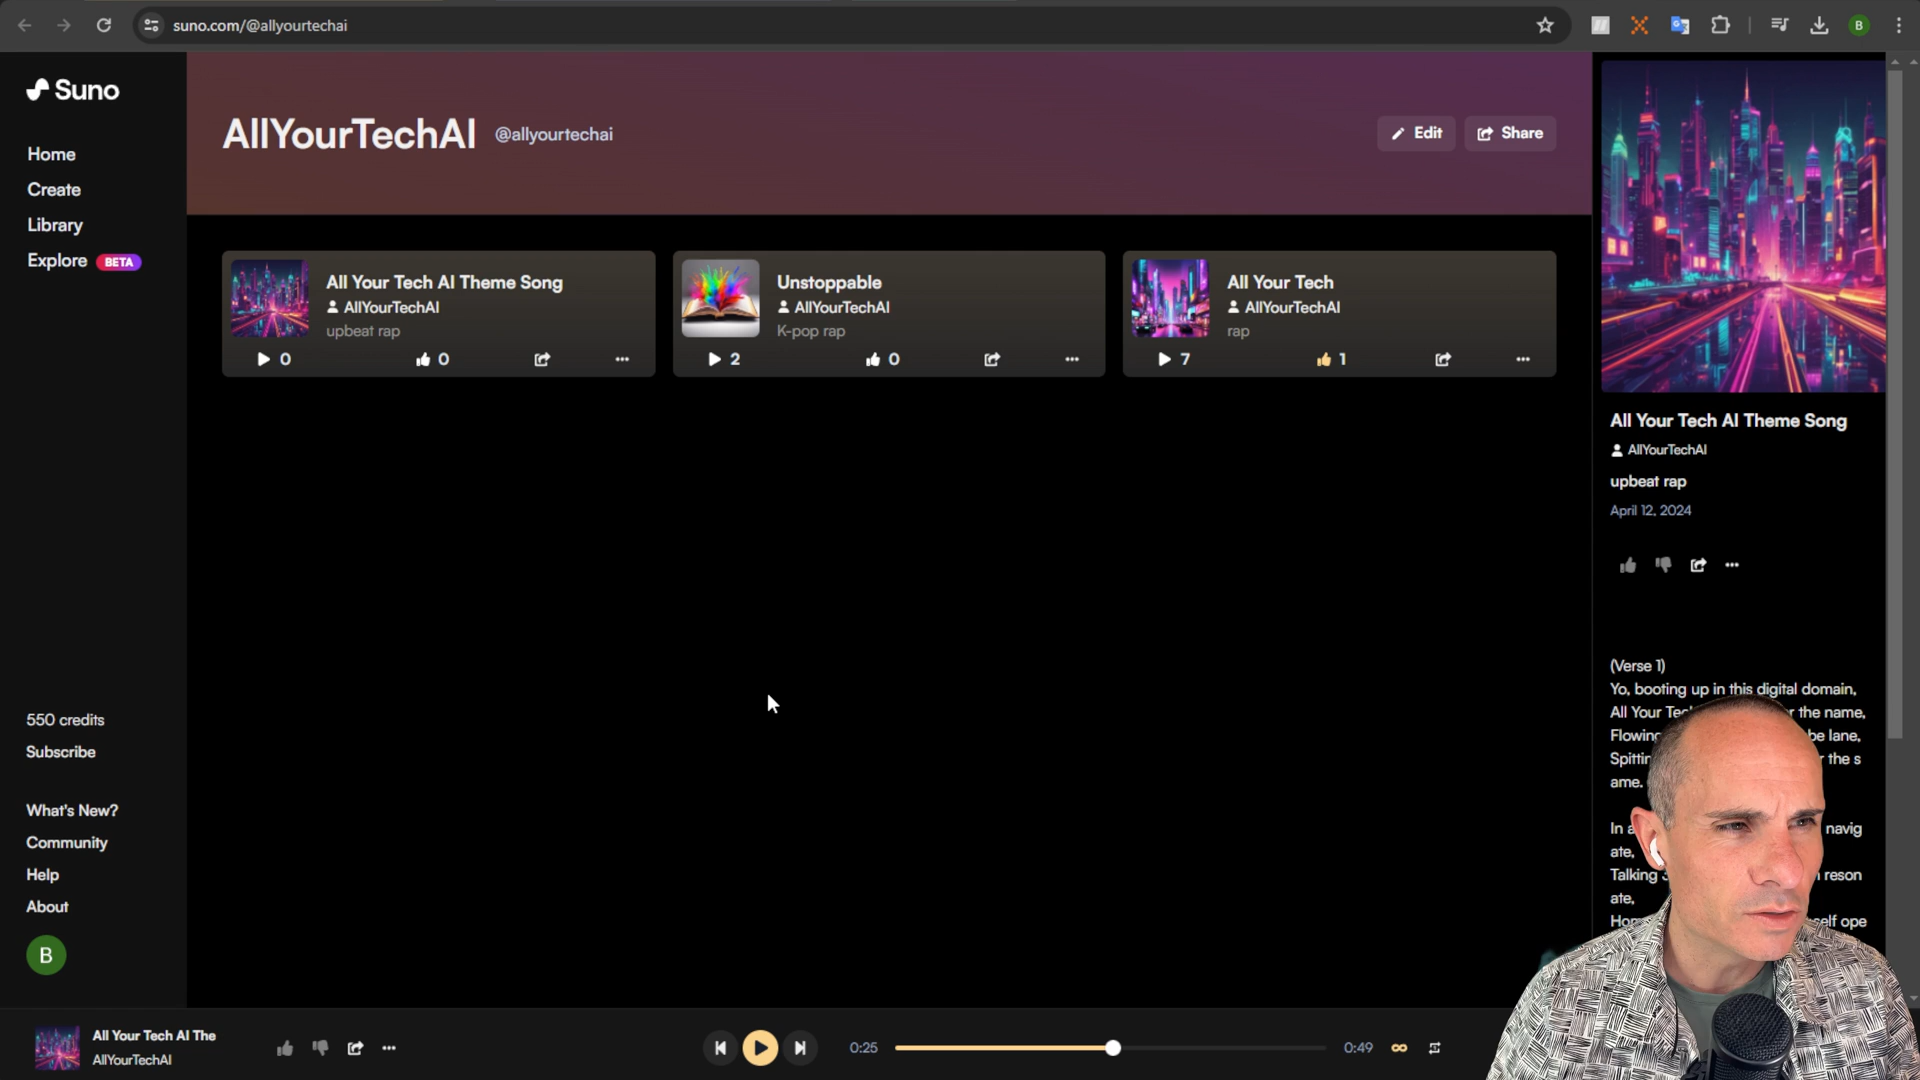 suno.com/@allyourtechai
B
Suno
Home
Create
Library
Explore BETA
550 credits
Subscribe
What's New?
Community
Help
About
B
AllYourTechAI @allyourtechai
Edit
Share
All Your Tech AI Theme Song
AllYourTechAI
upbeat rap
0 0
Unstoppable
AllYourTechAI
K-pop rap
2 0
All Your Tech
AllYourTechAI
rap
7 1
All Your Tech AI Theme Song
AllYourTechAI
upbeat rap
April 12, 2024
(Verse 1)
Yo, booting up in this digital domain,
All Your the name,
Flowing be lane,
the s
ame.
In navig
ate,
Talking reson
ate,
self ope
All Your Tech AI The
AllYourTechAI
0:25 0:49